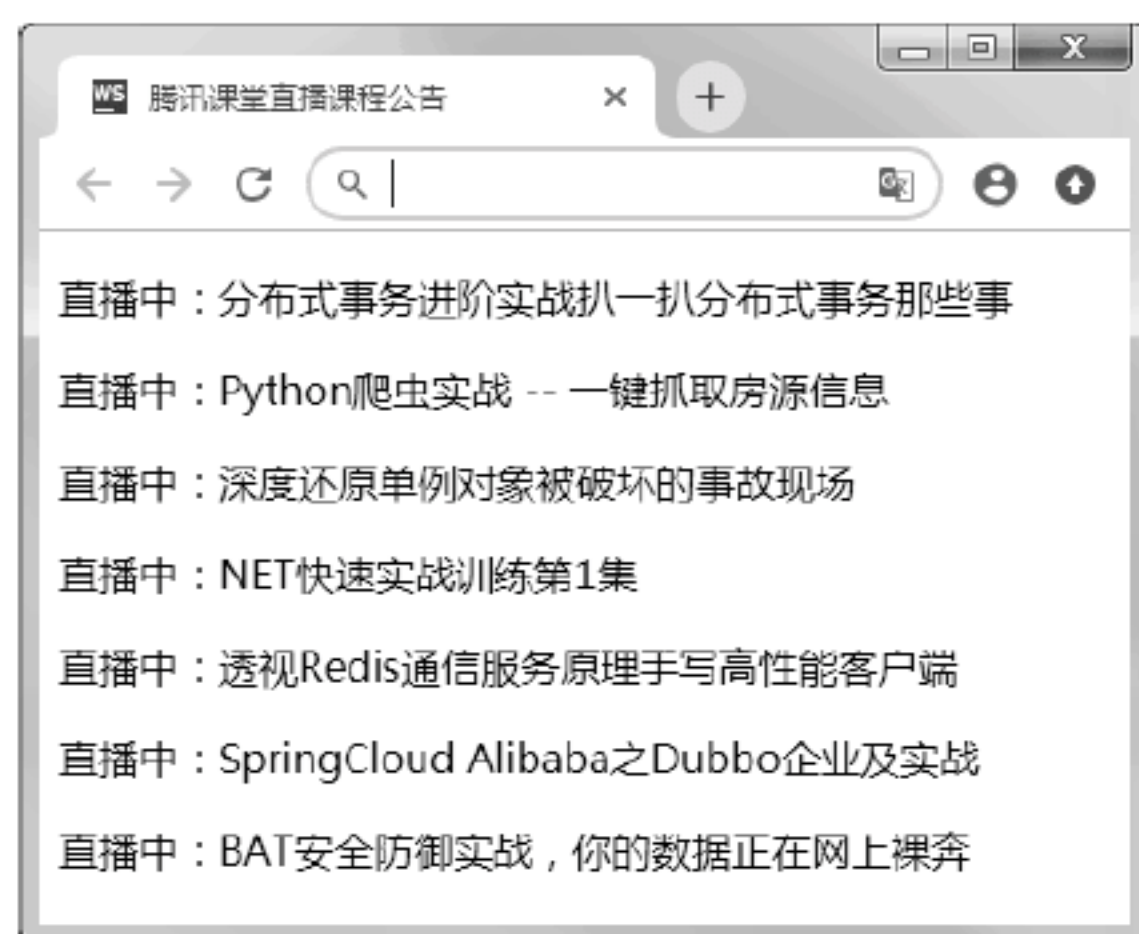 WS 腾讯课堂直播课程公告
直播中：分布式事务进阶实战扒一扒分布式事务那些事
直播中：Python爬虫实战 -- 一键抓取房源信息
直播中：深度还原单例对象被破坏的事故现场
直播中：NET快速实战训练第1集
直播中：透视Redis通信服务原理手写高性能客户端
直播中：SpringCloud Alibaba之Dubbo企业及实战
直播中：BAT安全防御实战，你的数据正在网上裸奔